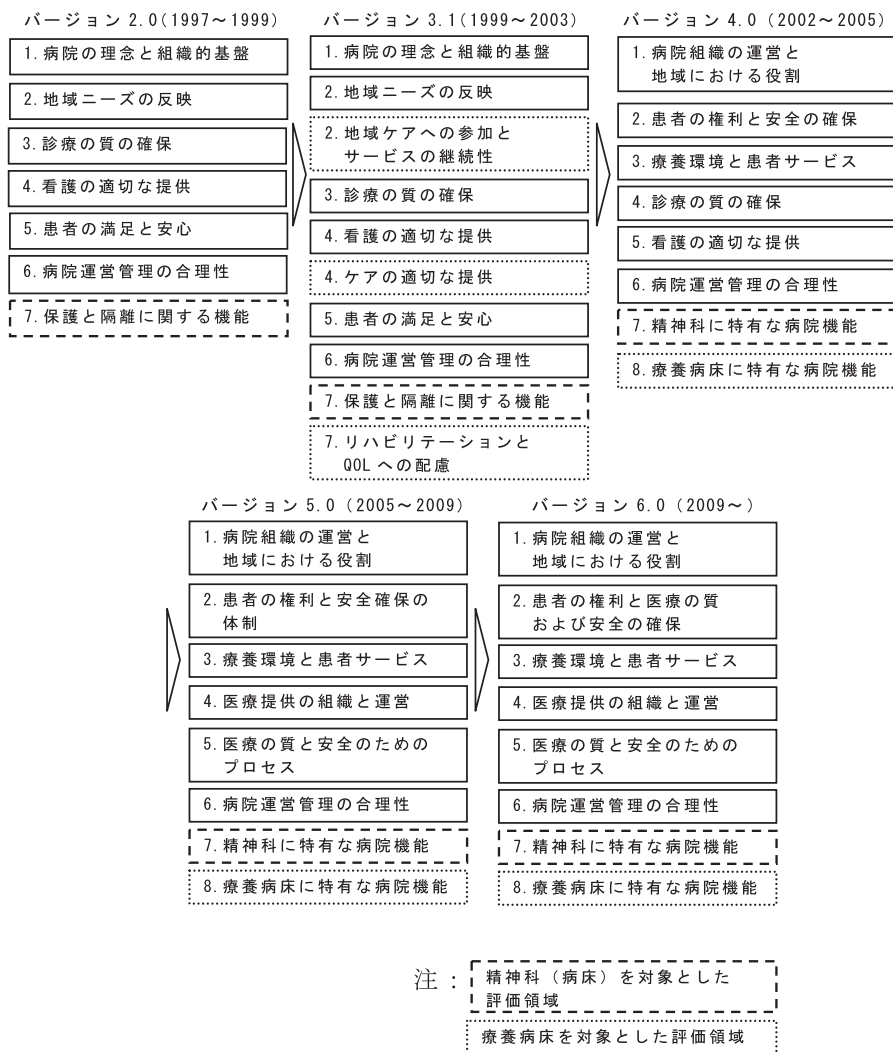 バージョン 2.0(1997～1999)
1.病院の理念と組織的基盤
2.地域ニーズの反映
3.診療の質の確保
4.看護の適切な提供
5.患者の満足と安心
6.病院運営管理の合理性
7.保護と隔離に関する機能
バージョン 3.1(1999～2003)
1.病院の理念と組織的基盤
2.地域ニーズの反映
2.地域ケアへの参加と
サービスの継続性
3.診療の質の確保
4.看護の適切な提供
4.ケアの適切な提供
5.患者の満足と安心
6.病院運営管理の合理性
7.保護と隔離に関する機能
7.リハビリテーションと
QOL への配慮
バージョン 4.0 (2002～2005)
1.病院組織の運営と
地域における役割
2.患者の権利と安全の確保
3.療養環境と患者サービス
4.診療の質の確保
5.看護の適切な提供
6.病院運営管理の合理性
7.精神科に特有な病院機能
8.療養病床に特有な病院機能
バージョン 5.0 (2005～2009)
1.病院組織の運営と
地域における役割
2.患者の権利と安全確保の
体制
3.療養環境と患者サービス
4.医療提供の組織と運営
5.医療の質と安全のための
プロセス
6.病院運営管理の合理性
7.精神科に特有な病院機能
8.療養病床に特有な病院機能
バージョン 6.0 (2009～)
1.病院組織の運営と
地域における役割
2.患者の権利と医療の質
および安全の確保
3.療養環境と患者サービス
4.医療提供の組織と運営
5.医療の質と安全のための
プロセス
6.病院運営管理の合理性
7.精神科に特有な病院機能
8.療養病床に特有な病院機能
注：
精神科（病床）を対象とした
評価領域
療養病床を対象とした評価領域